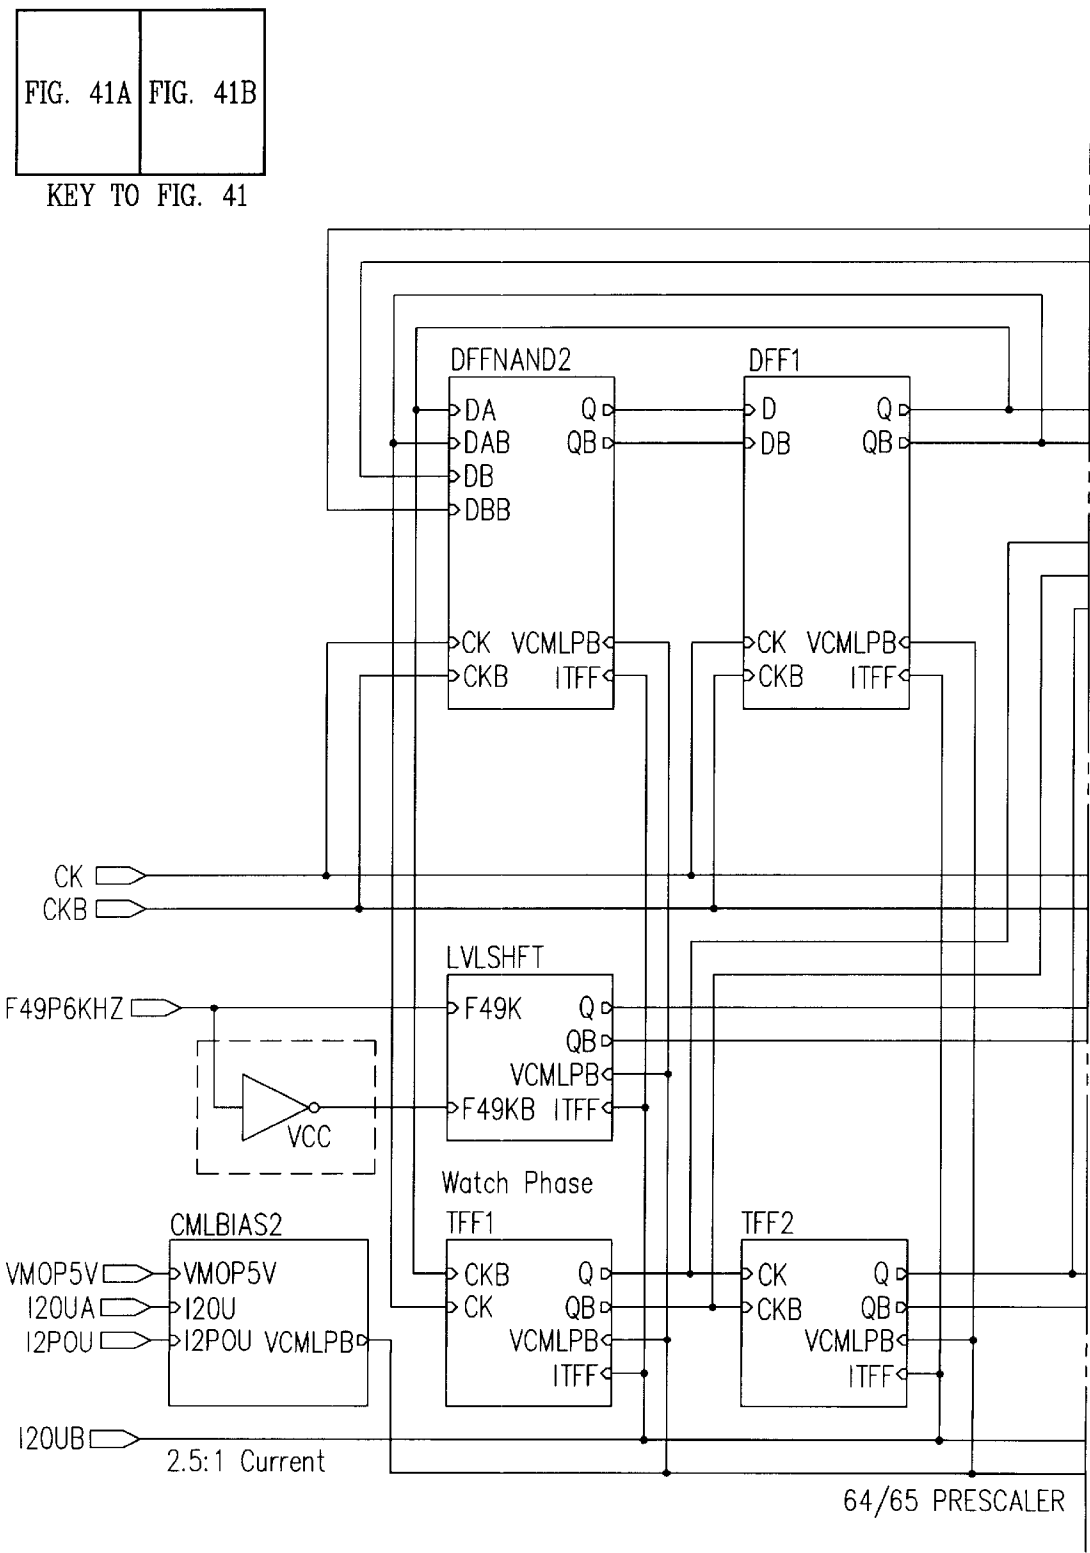 FIG. 41A FIG. 41B
KEY TO FIG. 41
DFFNAND2
DA Q
DAB QB
DB
DBB
CK VCMLPB
CKB ITFF
DFF1
D Q
DB QB
CK VCMLPB
CKB ITFF
CK
CKB
F49P6KHZ
LVLSHFT
F49K Q
QB
VCMLPB
F49KB ITFF
VCC
Watch Phase
CMLBIAS2
VMOP5V
VMOP5V
I20UA
I20U
I2POU
I2POU VCMLPB
TFF1
CKB Q
CK QB
VCMLPB
ITFF
TFF2
CK Q
CKB QB
VCMLPB
ITFF
I20UB
2.5:1 Current
64/65 PRESCALER